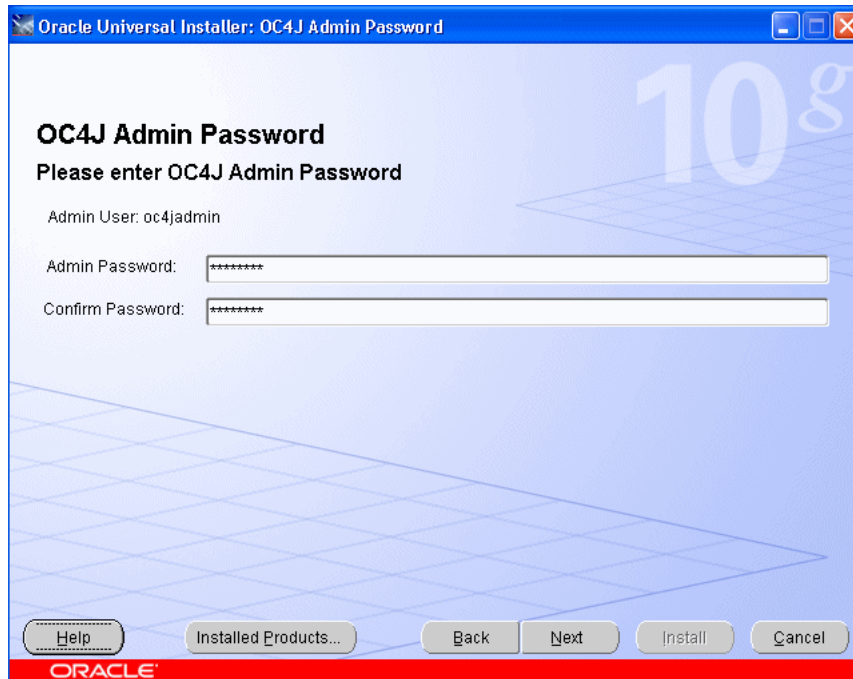 Oracle Universal Installer: OC4J Admin Password
10g
OC4J Admin Password
Please enter OC4J Admin Password
Admin User: oc4jadmin
Admin Password: ********
Confirm Password: ********
Help Installed Products... Back Next Install Cancel
ORACLE